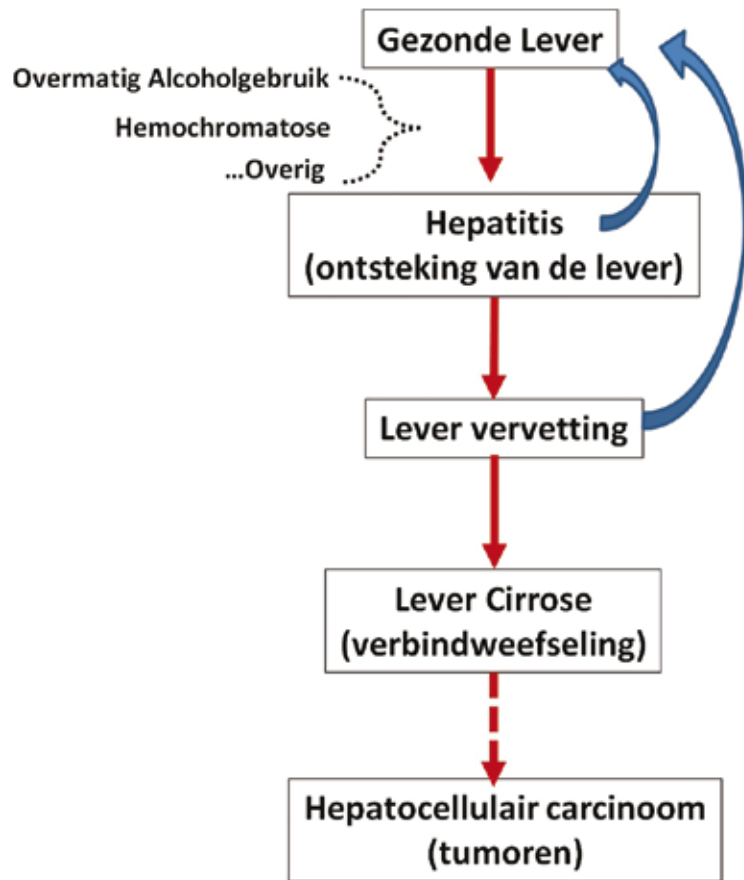 Gezonde Lever
Overmatig Alcoholgebruik
Hemochromatose
...Overig
Hepatitis
(ontsteking van de lever)
Lever vervetting
Lever Cirrose
(verbindweefseling)
Hepatocellulair carcinoom
(tumoren)